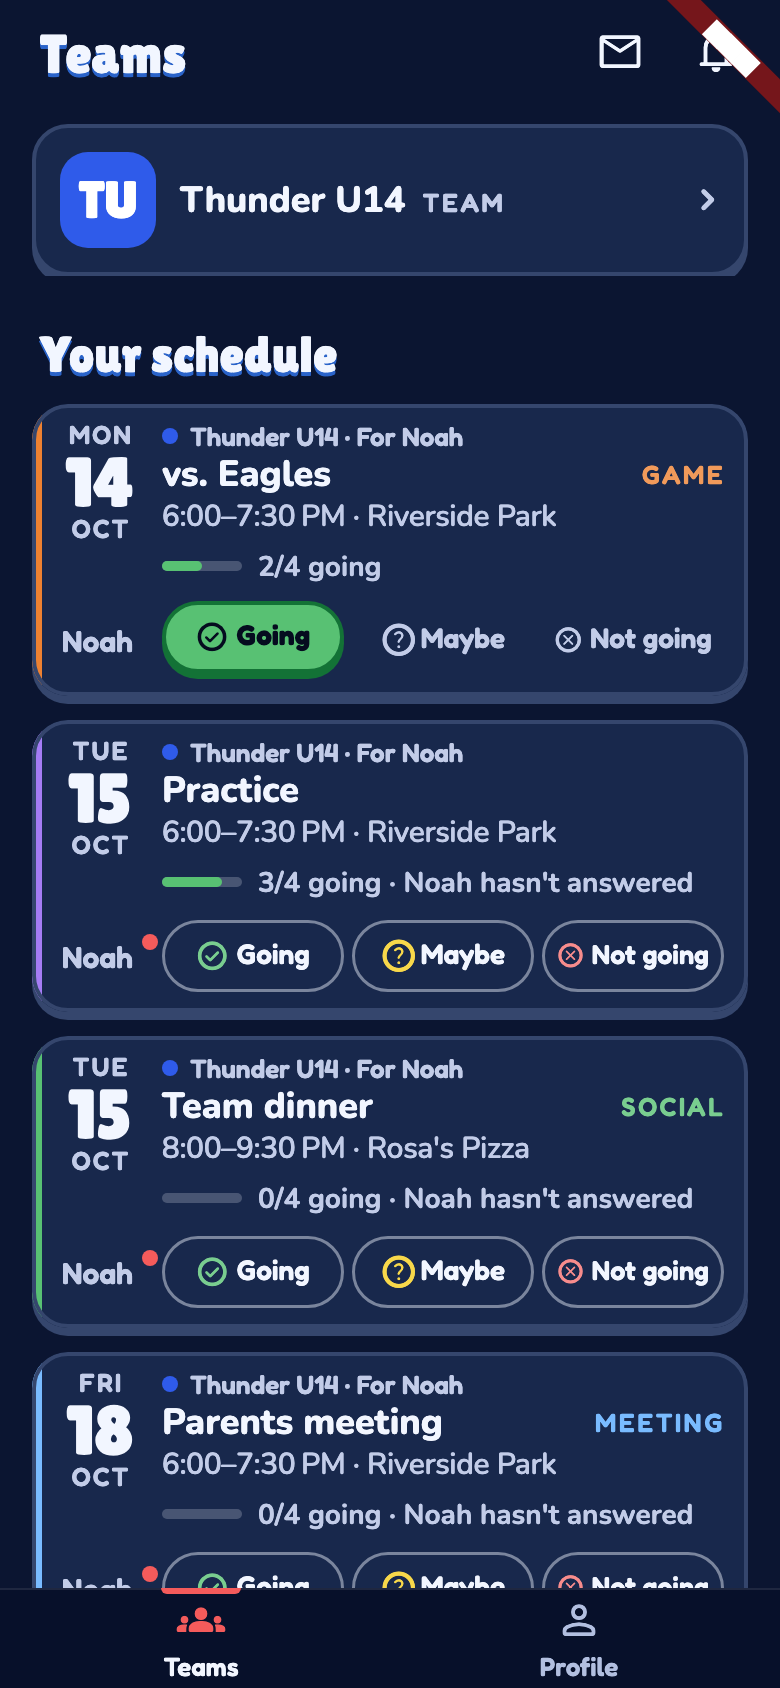 Teams
TU
Thunder U14 TEAM
Your schedule
MON
14
OCT
Thunder U14 · For Noah
vs. Eagles
GAME
6:00–7:30 PM · Riverside Park
2/4 going
Noah
Going
Maybe
Not going
TUE
15
OCT
Thunder U14 · For Noah
Practice
6:00–7:30 PM · Riverside Park
3/4 going · Noah hasn't answered
Noah
Going
Maybe
Not going
TUE
15
OCT
Thunder U14 · For Noah
Team dinner
SOCIAL
8:00–9:30 PM · Rosa's Pizza
0/4 going · Noah hasn't answered
Noah
Going
Maybe
Not going
FRI
18
OCT
Thunder U14 · For Noah
Parents meeting
MEETING
6:00–7:30 PM · Riverside Park
0/4 going · Noah hasn't answered
Noah
Going
Maybe
Not going
Teams
Profile